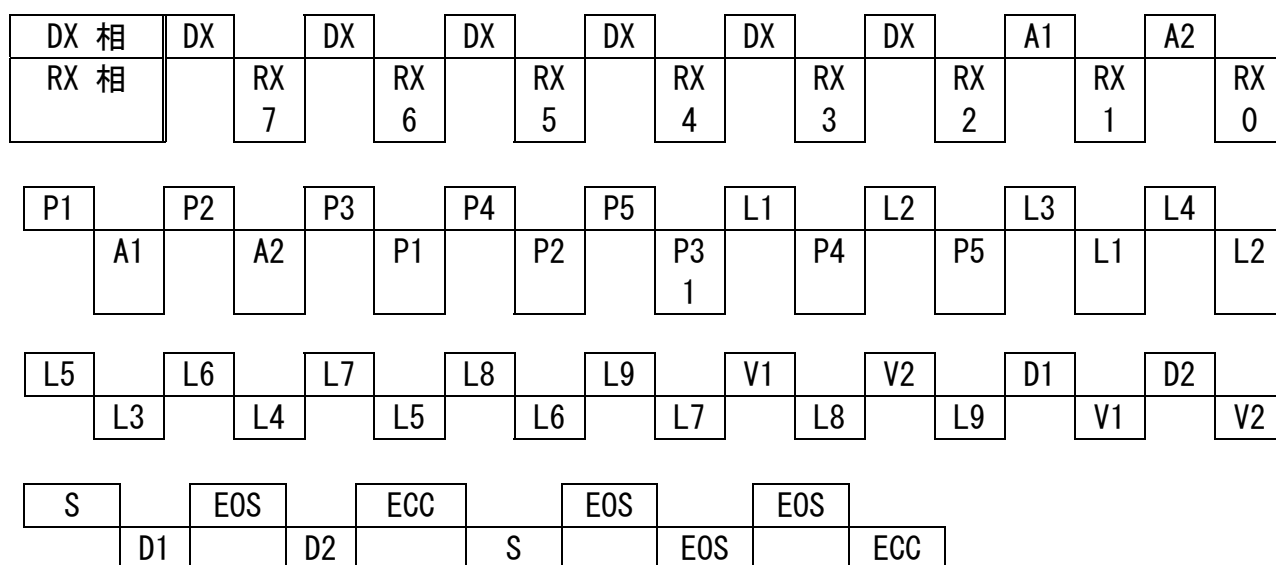 DX 相 DX DX DX DX DX DX A1 A2
RX 相 RX 7 RX 6 RX 5 RX 4 RX 3 RX 2 RX 1 RX 0
P1 P2 P3 P4 P5 L1 L2 L3 L4
A1 A2 P1 P2 P3 1 P4 P5 L1 L2
L5 L6 L7 L8 L9 V1 V2 D1 D2
L3 L4 L5 L6 L7 L8 L9 V1 V2
S EOS ECC EOS EOS
D1 D2 S EOS ECC